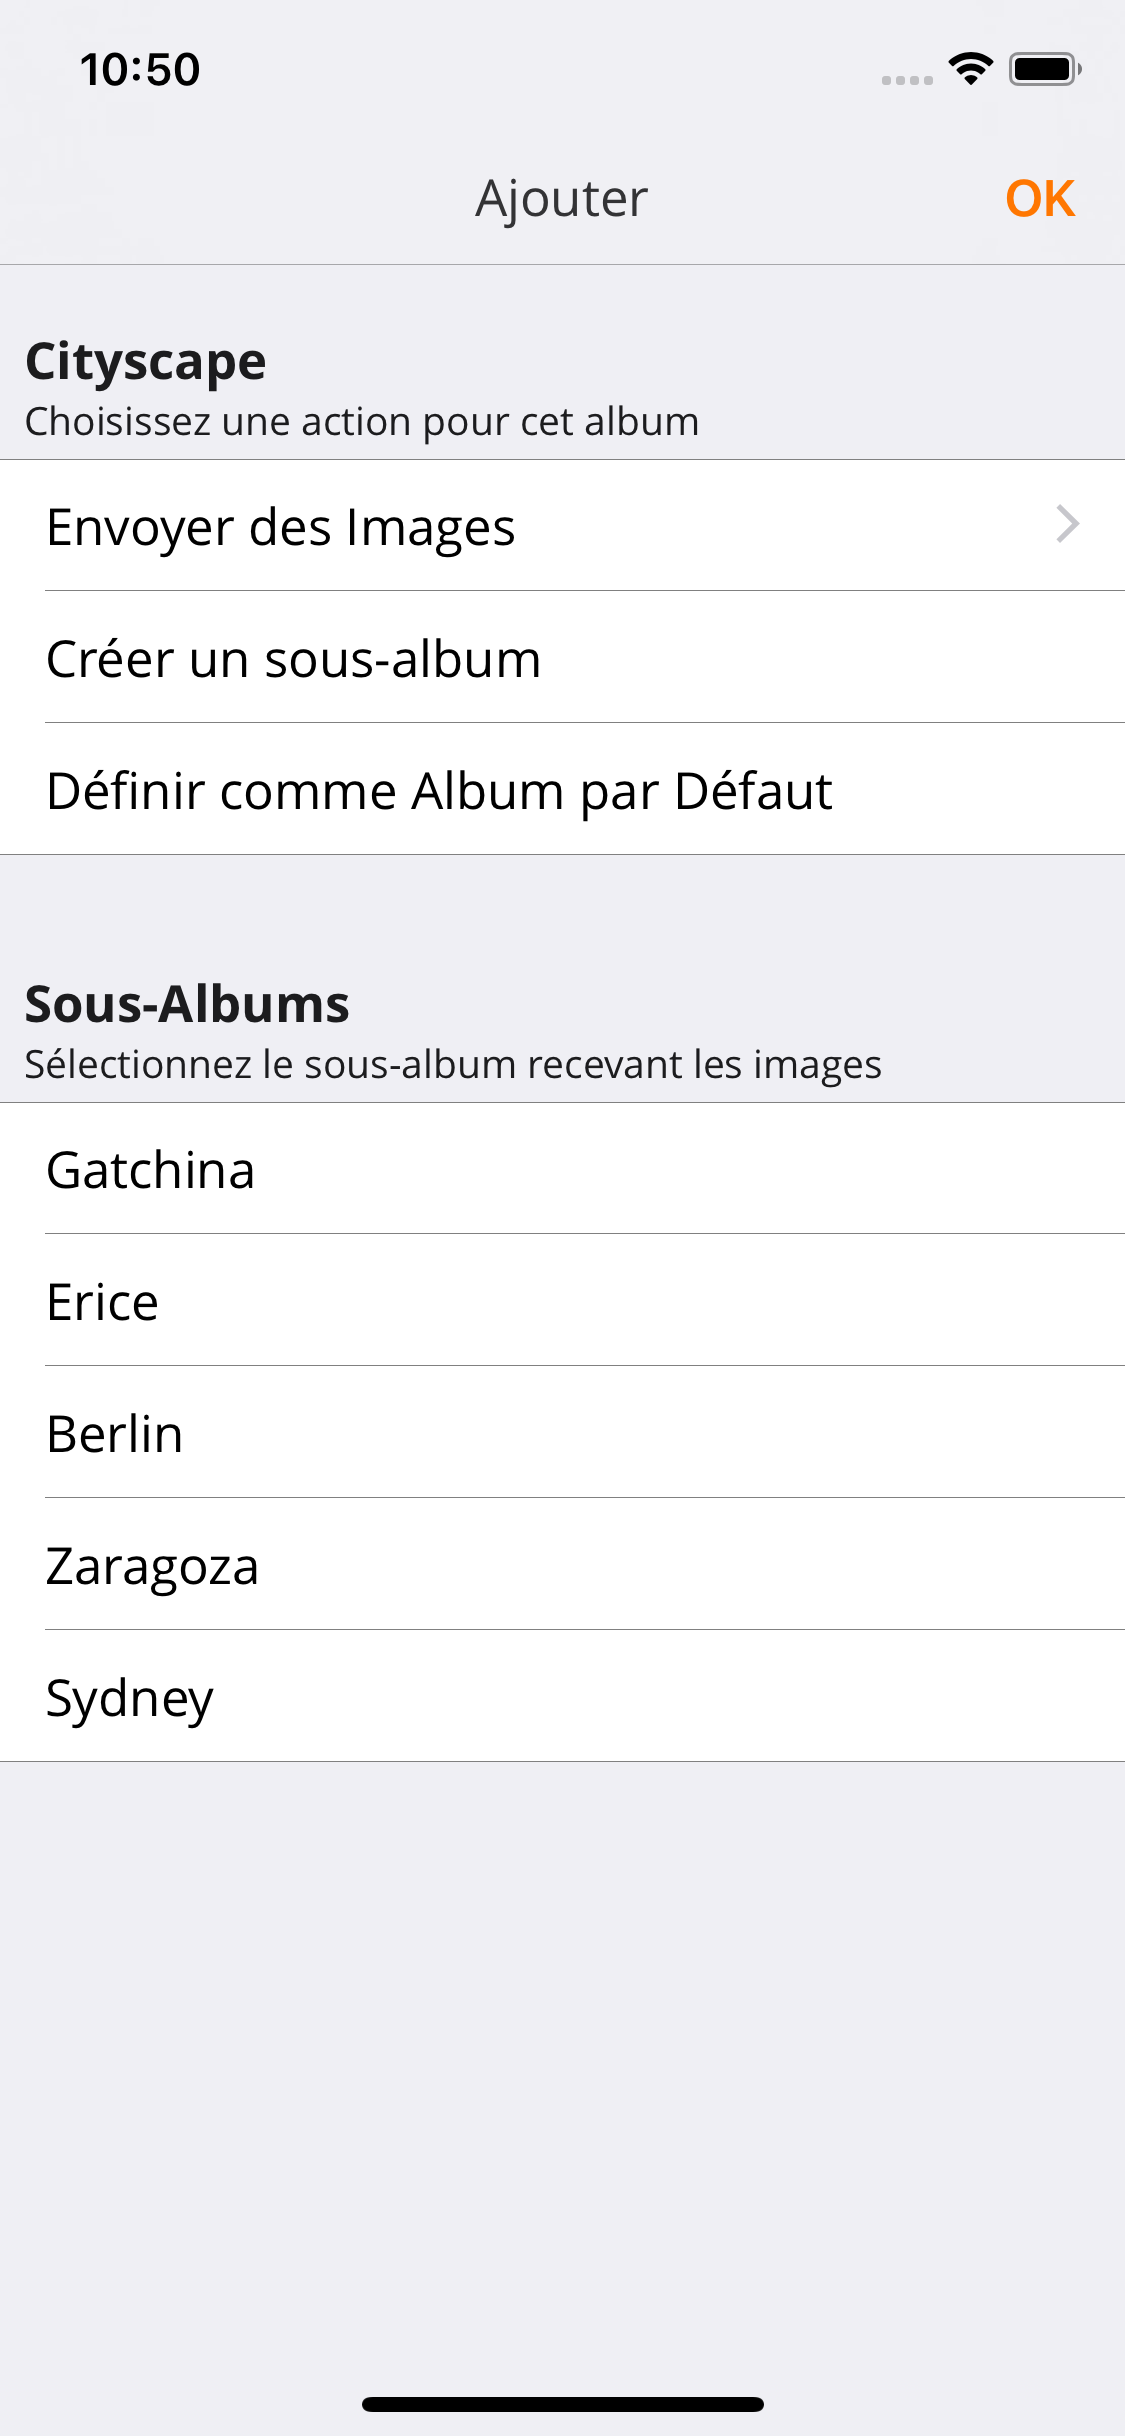 10:50
Ajouter
OK
Cityscape
Choisissez une action pour cet album
Envoyer des Images
Créer un sous-album
Définir comme Album par Défaut
Sous-Albums
Sélectionnez le sous-album recevant les images
Gatchina
Erice
Berlin
Zaragoza
Sydney